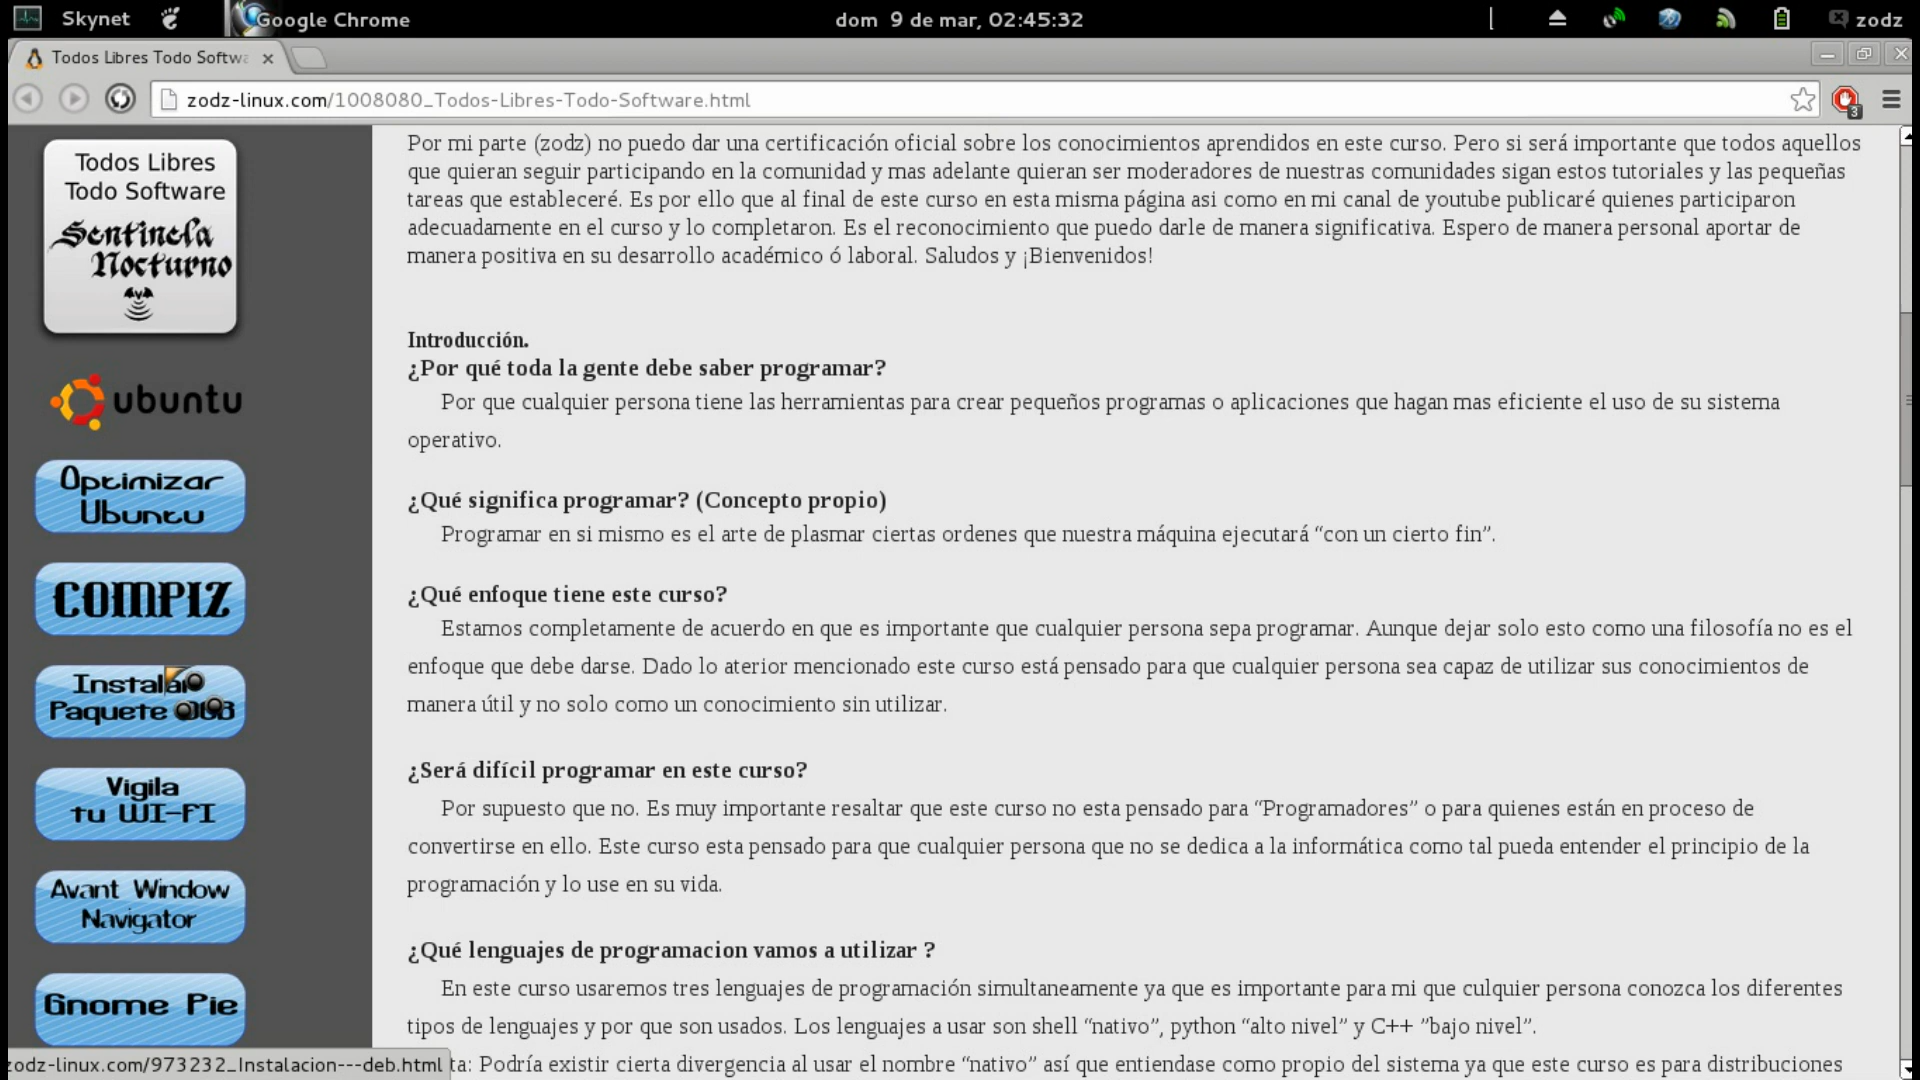 Skynet Google Chrome dom 9 de mar, 02:45:32 zodz
Todos Libres Todo Softwa
zodz-linux.com/1008080_Todos-Libres-Todo-Software.html
3
Todos Libres
Todo Software
Sentinela
Nocturno
ubuntu
Optimizar
Ubuntu
COMPIZ
Instalar
Paquete
Vigila
tu WI-FI
Avant Window
Navigator
Gnome Pie
Por mi parte (zodz) no puedo dar una certificación oficial sobre los conocimientos aprendidos en este curso. Pero si será importante que todos aquellos
que quieran seguir participando en la comunidad y mas adelante quieran ser moderadores de nuestras comunidades sigan estos tutoriales y las pequeñas
tareas que estableceré. Es por ello que al final de este curso en esta misma página asi como en mi canal de youtube publicaré quienes participaron
adecuadamente en el curso y lo completaron. Es el reconocimiento que puedo darle de manera significativa. Espero de manera personal aportar de
manera positiva en su desarrollo académico ó laboral. Saludos y ¡Bienvenidos!
Introducción.
¿Por qué toda la gente debe saber programar?
Por que cualquier persona tiene las herramientas para crear pequeños programas o aplicaciones que hagan mas eficiente el uso de su sistema
operativo.
¿Qué significa programar? (Concepto propio)
Programar en si mismo es el arte de plasmar ciertas ordenes que nuestra máquina ejecutará “con un cierto fin”.
¿Qué enfoque tiene este curso?
Estamos completamente de acuerdo en que es importante que cualquier persona sepa programar. Aunque dejar solo esto como una filosofía no es el
enfoque que debe darse. Dado lo aterior mencionado este curso está pensado para que cualquier persona sea capaz de utilizar sus conocimientos de
manera útil y no solo como un conocimiento sin utilizar.
¿Será difícil programar en este curso?
Por supuesto que no. Es muy importante resaltar que este curso no esta pensado para “Programadores” o para quienes están en proceso de
convertirse en ello. Este curso esta pensado para que cualquier persona que no se dedica a la informática como tal pueda entender el principio de la
programación y lo use en su vida.
¿Qué lenguajes de programacion vamos a utilizar ?
En este curso usaremos tres lenguajes de programación simultaneamente ya que es importante para mi que culquier persona conozca los diferentes
tipos de lenguajes y por que son usados. Los lenguajes a usar son shell “nativo”, python “alto nivel” y C++ ”bajo nivel”.
ta: Podría existir cierta divergencia al usar el nombre “nativo” así que entiendase como propio del sistema ya que este curso es para distribuciones
zodz-linux.com/973232_Instalacion---deb.html